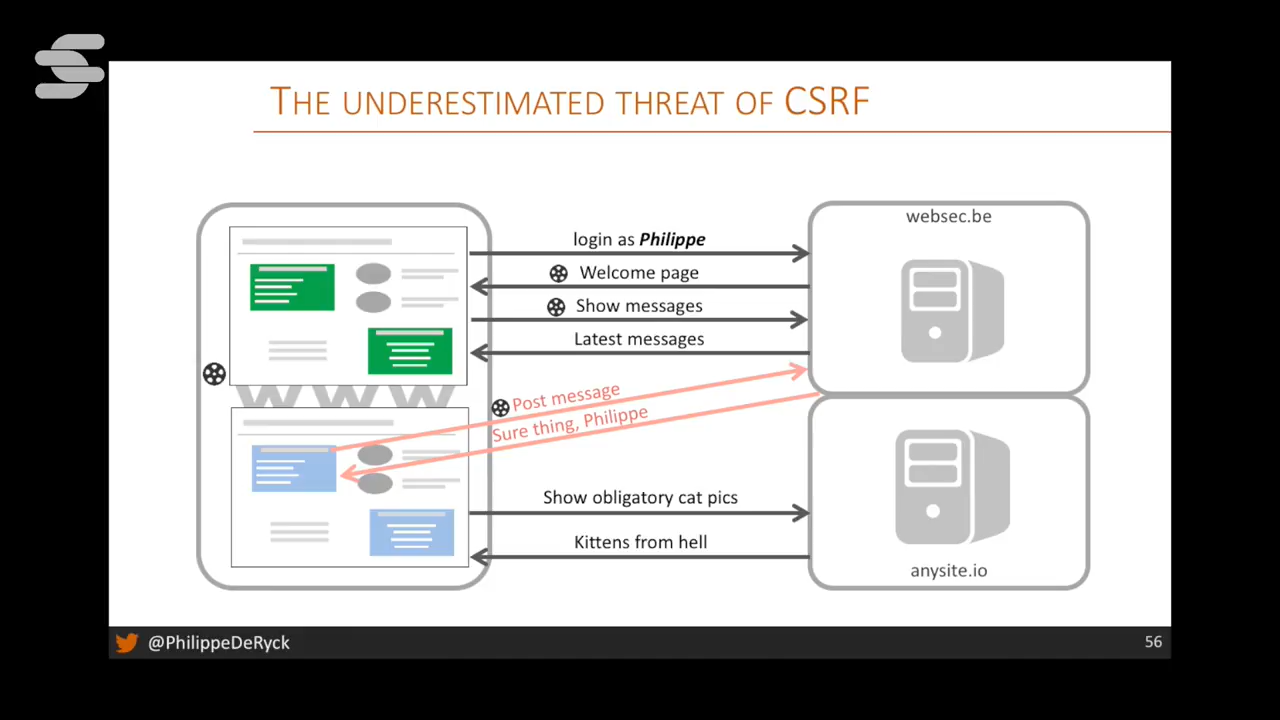 THE UNDERESTIMATED THREAT OF CSRF
websec.be
login as Philippe
Welcome page
Show messages
Latest messages
WWW
Post message
Sure thing, Philippe
Show obligatory cat pics
Kittens from hell
anysite.io
@PhilippeDeRyck
56